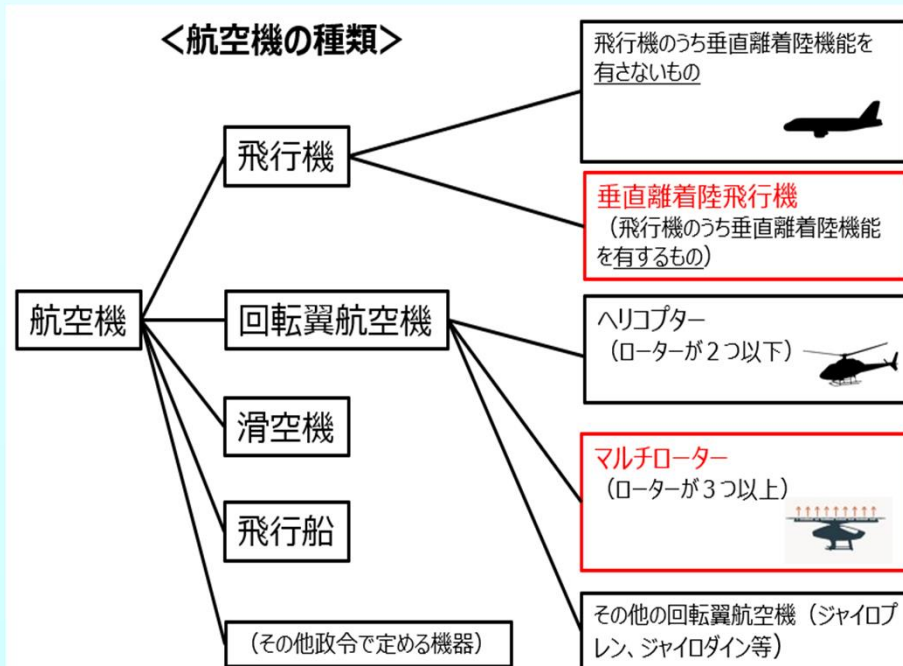 <航空機の種類>
飛行機のうち垂直離着陸機能を
有さないもの
飛行機
垂直離着陸飛行機
(飛行機のうち垂直離着陸機能
を有するもの)
航空機
回転翼航空機
ヘリコプター
(ローターが2つ以下)
滑空機
マルチローター
(ローターが3つ以上)
飛行船
(その他政令で定める機器)
その他の回転翼航空機(ジャイロプ
レン、ジャイロダイン等)